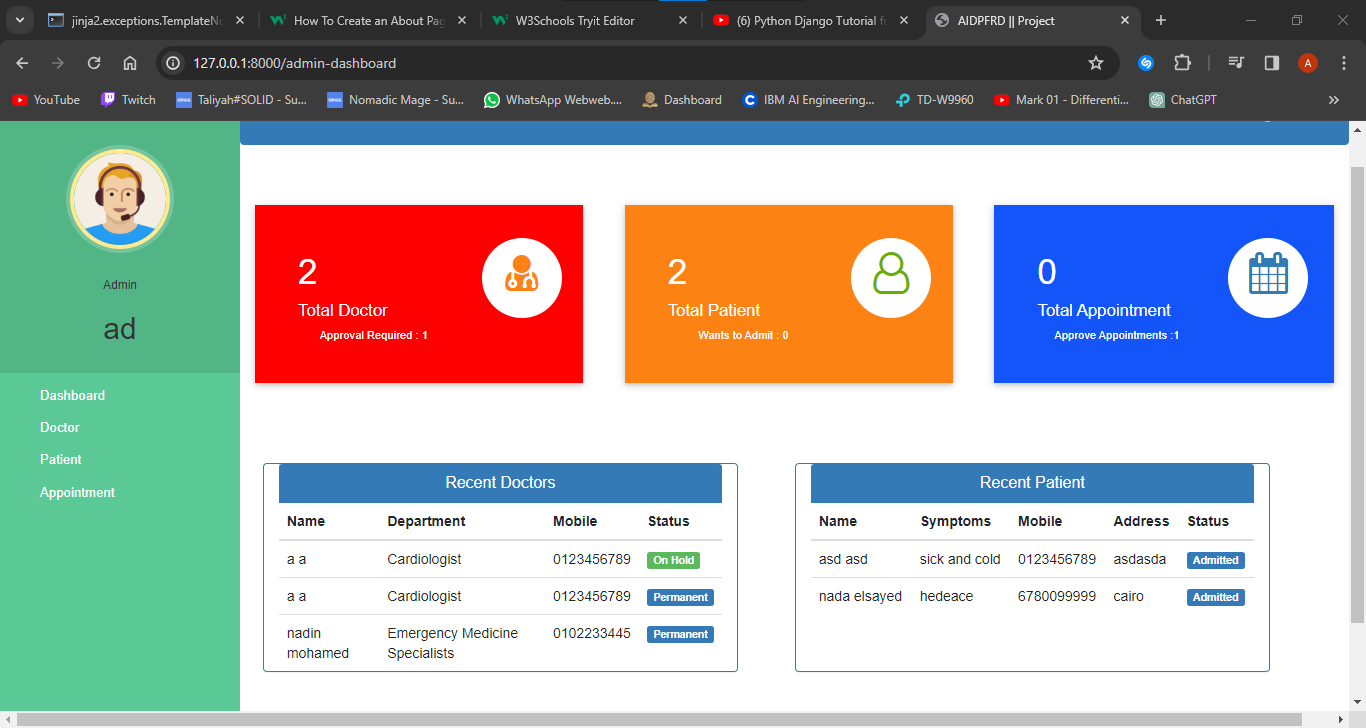 jinja2.exceptions.TemplateNo
How To Create an About Pag
W3Schools Tryit Editor
(6) Python Django Tutorial fo
AIDPFRD || Project
127.0.0.1:8000/admin-dashboard
A
YouTube
Twitch
Taliyah#SOLID - Su...
Nomadic Mage - Su...
WhatsApp Webweb....
Dashboard
IBM AI Engineering...
TD-W9960
Mark 01 - Differenti...
ChatGPT
Admin
ad
Dashboard
Doctor
Patient
Appointment
2
Total Doctor
Approval Required : 1
2
Total Patient
Wants to Admit : 0
0
Total Appointment
Approve Appointments :1
Recent Doctors
Name Department Mobile Status
a a Cardiologist 0123456789 On Hold
a a Cardiologist 0123456789 Permanent
nadin Emergency Medicine 0102233445 Permanent
mohamed Specialists
Recent Patient
Name Symptoms Mobile Address Status
asd asd sick and cold 0123456789 asdasda Admitted
nada elsayed hedeace 6780099999 cairo Admitted